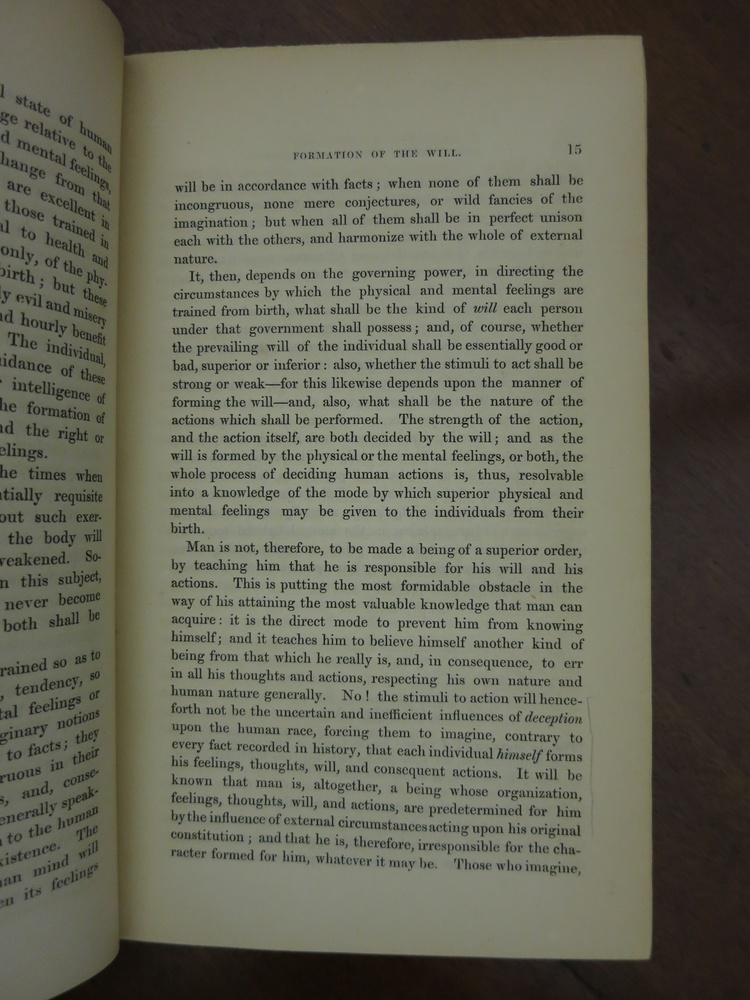 l state of human
ge relative to the
d mental feelings,
hange from that
are excellent in
those trained in
al to health and
only, of the phy-
birth; but these
ly evil and misery
nd hourly benefit
The individual,
uidance of these
r intelligence of
he formation of
nd the right or
elings.
he times when
ntially requisite
out such exer-
the body will
weakened. So-
n this subject,
never become
both shall be
rained so as to
, tendency, so
tal feelings or
ginary notions
to facts; they
ruous in their
s, and, conse-
enerally speak-
n to the human
xistence. The
man mind will
en its feelings
FORMATION OF THE WILL.
15
will be in accordance with facts; when none of them shall be
incongruous, none mere conjectures, or wild fancies of the
imagination; but when all of them shall be in perfect unison
each with the others, and harmonize with the whole of external
nature.
It, then, depends on the governing power, in directing the
circumstances by which the physical and mental feelings are
trained from birth, what shall be the kind of will each person
under that government shall possess; and, of course, whether
the prevailing will of the individual shall be essentially good or
bad, superior or inferior: also, whether the stimuli to act shall be
strong or weak—for this likewise depends upon the manner of
forming the will—and, also, what shall be the nature of the
actions which shall be performed. The strength of the action,
and the action itself, are both decided by the will; and as the
will is formed by the physical or the mental feelings, or both, the
whole process of deciding human actions is, thus, resolvable
into a knowledge of the mode by which superior physical and
mental feelings may be given to the individuals from their
birth.
Man is not, therefore, to be made a being of a superior order,
by teaching him that he is responsible for his will and his
actions. This is putting the most formidable obstacle in the
way of his attaining the most valuable knowledge that man can
acquire: it is the direct mode to prevent him from knowing
himself; and it teaches him to believe himself another kind of
being from that which he really is, and, in consequence, to err
in all his thoughts and actions, respecting his own nature and
human nature generally. No! the stimuli to action will hence-
forth not be the uncertain and inefficient influences of deception
upon the human race, forcing them to imagine, contrary to
every fact recorded in history, that each individual himself forms
his feelings, thoughts, will, and consequent actions. It will be
known that man is, altogether, a being whose organization,
feelings, thoughts, will, and actions, are predetermined for him
by the influence of external circumstances acting upon his original
constitution; and that he is, therefore, irresponsible for the cha-
racter formed for him, whatever it may be. Those who imagine,